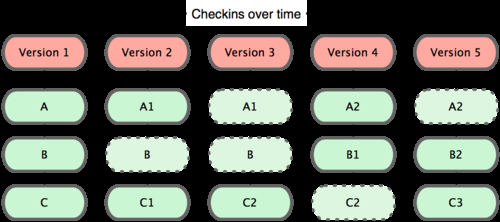 Checkins over time
Version 1 Version 2 Version 3 Version 4 Version 5
A A1 A1 A2 A2
B B B B1 B2
C C1 C2 C2 C3